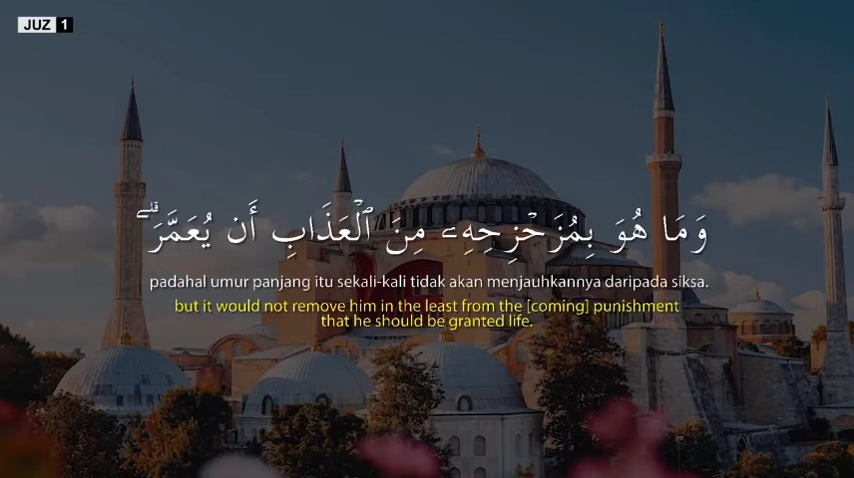 JUZ 1
وَمَا هُوَ بِمُزَحْزِحِهِۦ مِنَ ٱلْعَذَابِ أَن يُعَمَّرَ ۗ
padahal umur panjang itu sekali-kali tidak akan menjauhkannya daripada siksa.
but it would not remove him in the least from the [coming] punishment
that he should be granted life.